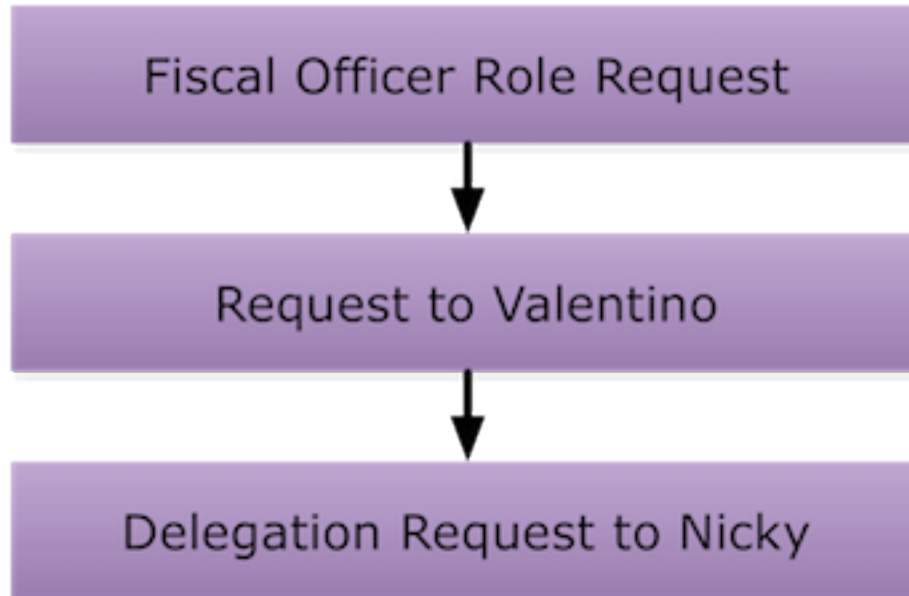 Fiscal Officer Role Request
Request to Valentino
Delegation Request to Nicky